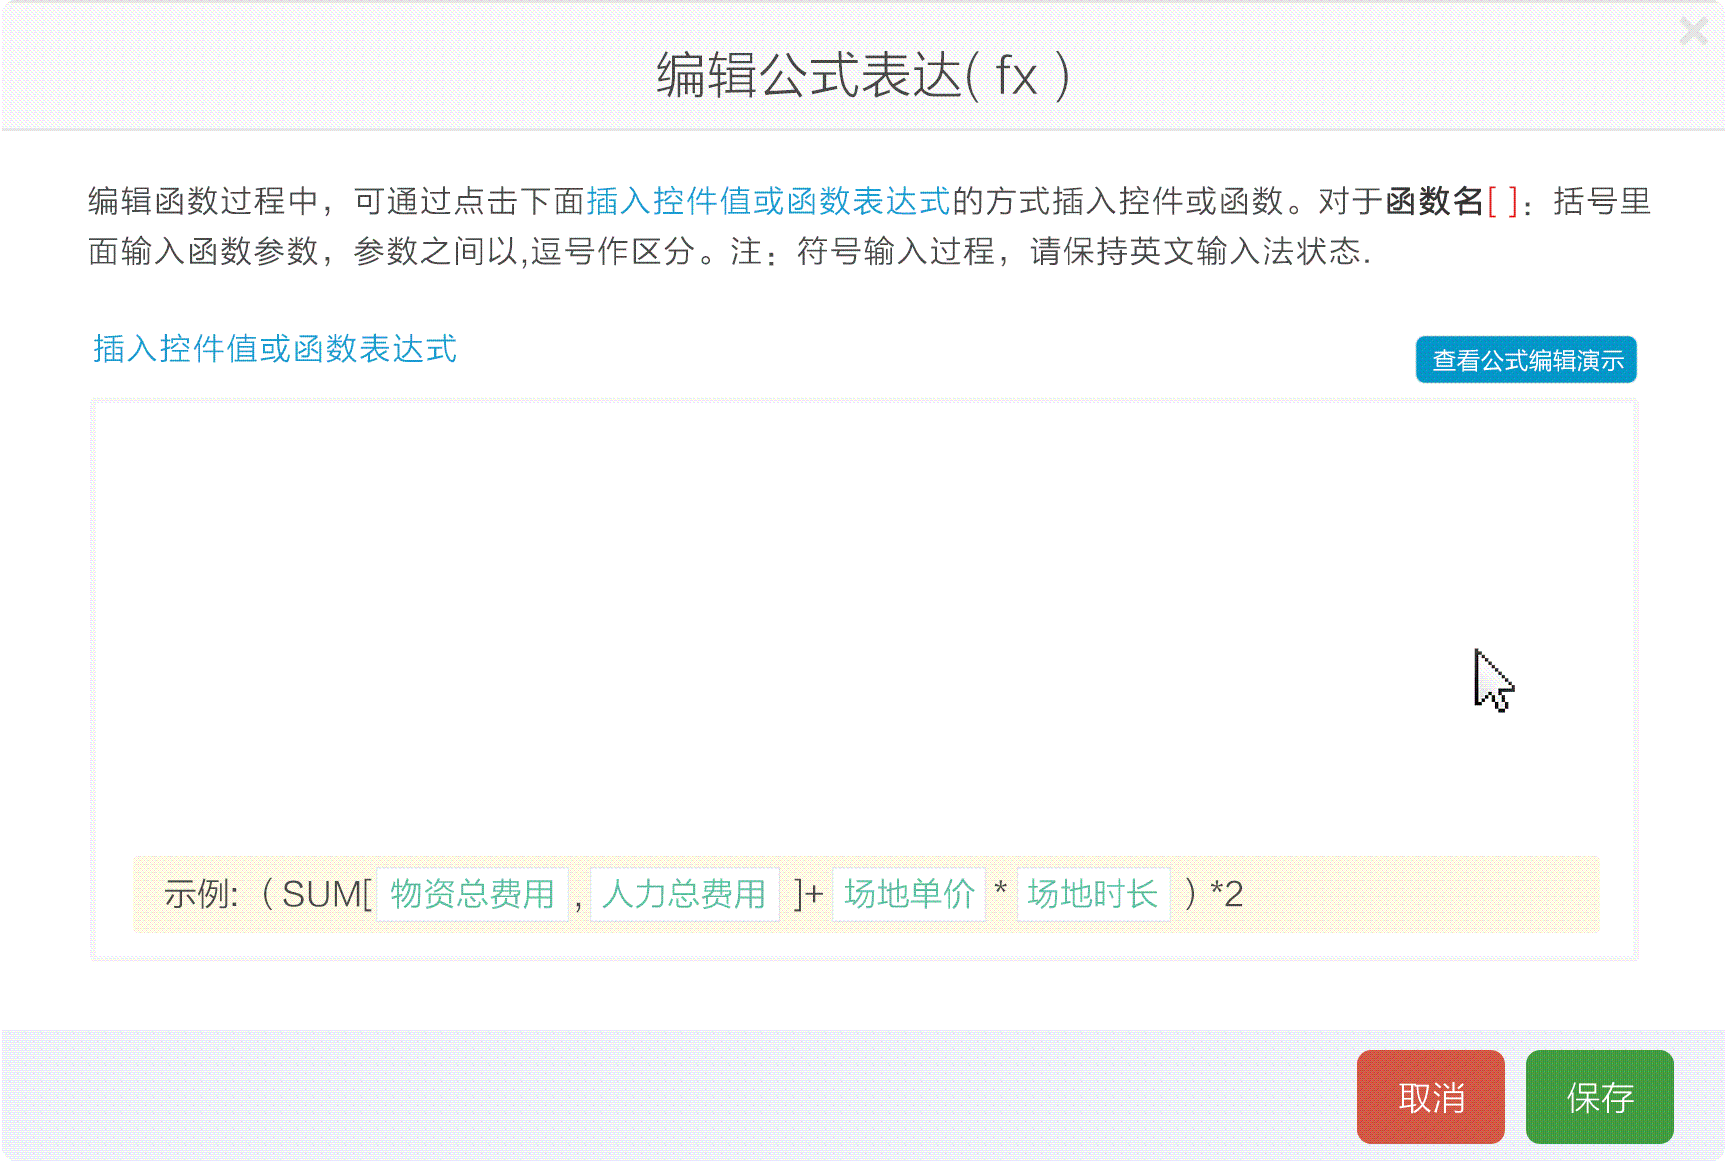 编辑公式表达( fx )
编辑函数过程中，可通过点击下面插入控件值或函数表达式的方式插入控件或函数。对于函数名[ ]：括号里
面输入函数参数，参数之间以,逗号作区分。注：符号输入过程，请保持英文输入法状态.
插入控件值或函数表达式
查看公式编辑演示
示例:（SUM[ 物资总费用 , 人力总费用 ]+ 场地单价 * 场地时长 ）*2
取消
保存